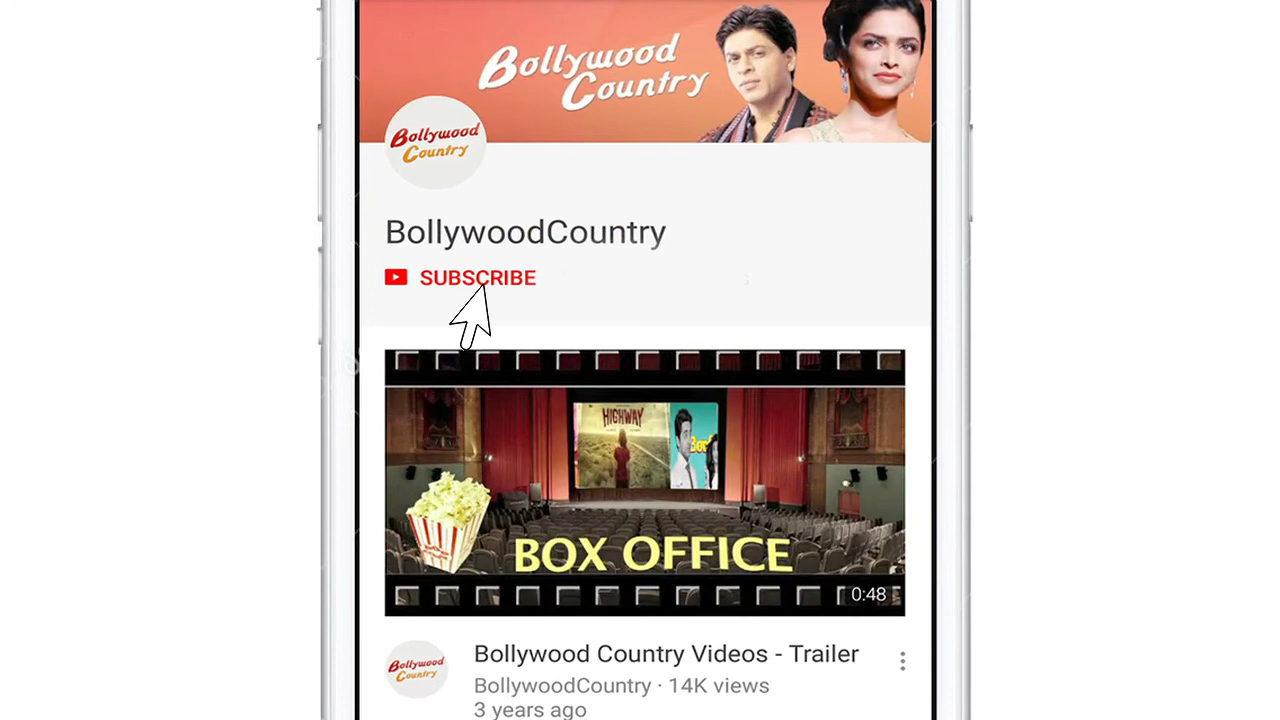 Bollywood
Country
Bollywood
Country
BollywoodCountry
SUBSCRIBE
HIGHWAY
BOX OFFICE
0:48
Bollywood
Country
Bollywood Country Videos - Trailer
BollywoodCountry · 14K views
3 years ago